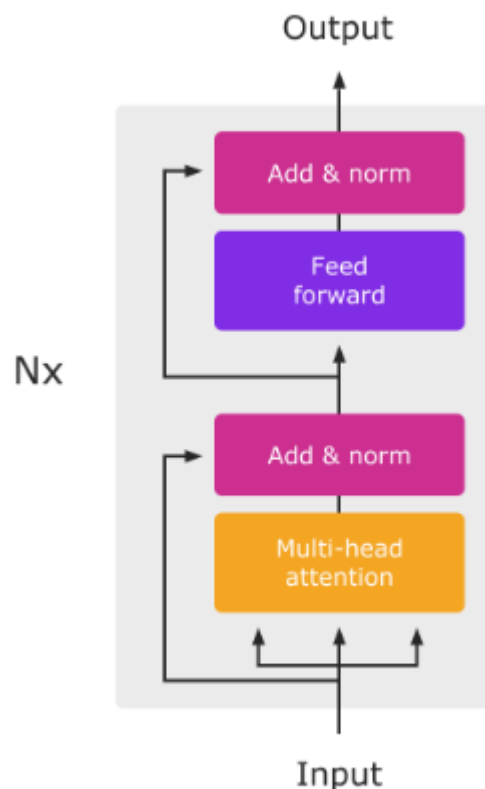 Output
Add & norm
Feed
forward
Nx
Add & norm
Multi-head
attention
Input